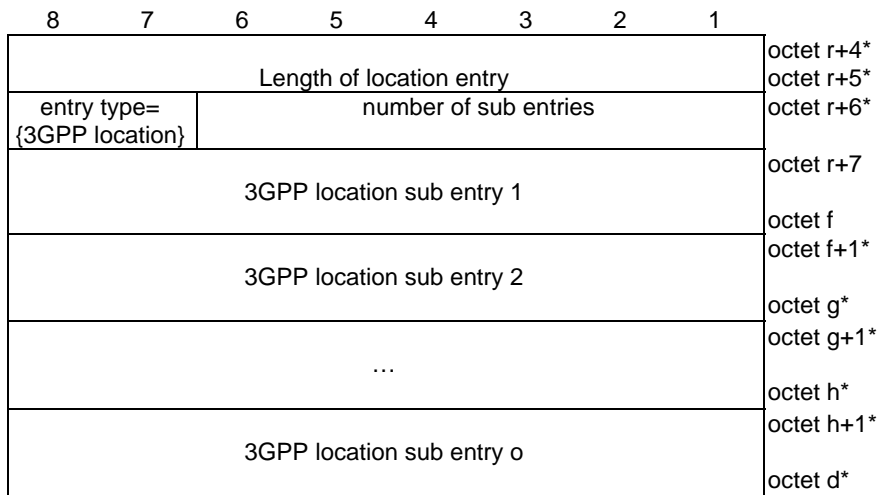 8 7 6 5 4 3 2 1
octet r+4*
Length of location entry octet r+5*
entry type= number of sub entries octet r+6*
{3GPP location}
octet r+7
3GPP location sub entry 1
octet f
octet f+1*
3GPP location sub entry 2
octet g*
octet g+1*
…
octet h*
octet h+1*
3GPP location sub entry o
octet d*